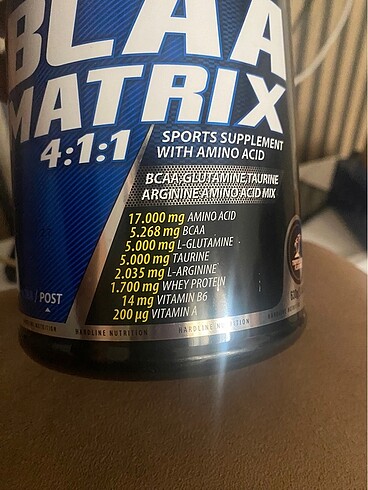 BCAA
MATRIX
4:1:1
SPORTS SUPPLEMENT
WITH AMINO ACID
BCAA·GLUTAMINE·TAURINE
ARGININE·AMINO ACID MIX
17.000 mg AMINO ACID
5.268 mg BCAA
5.000 mg L-GLUTAMINE
5.000 mg TAURINE
2.035 mg L-ARGININE
1.700 mg WHEY PROTEIN
14 mg VITAMIN B6
200 µg VITAMIN A
/ POST
HARDLINE NUTRITION HARDLINE NUTRITION